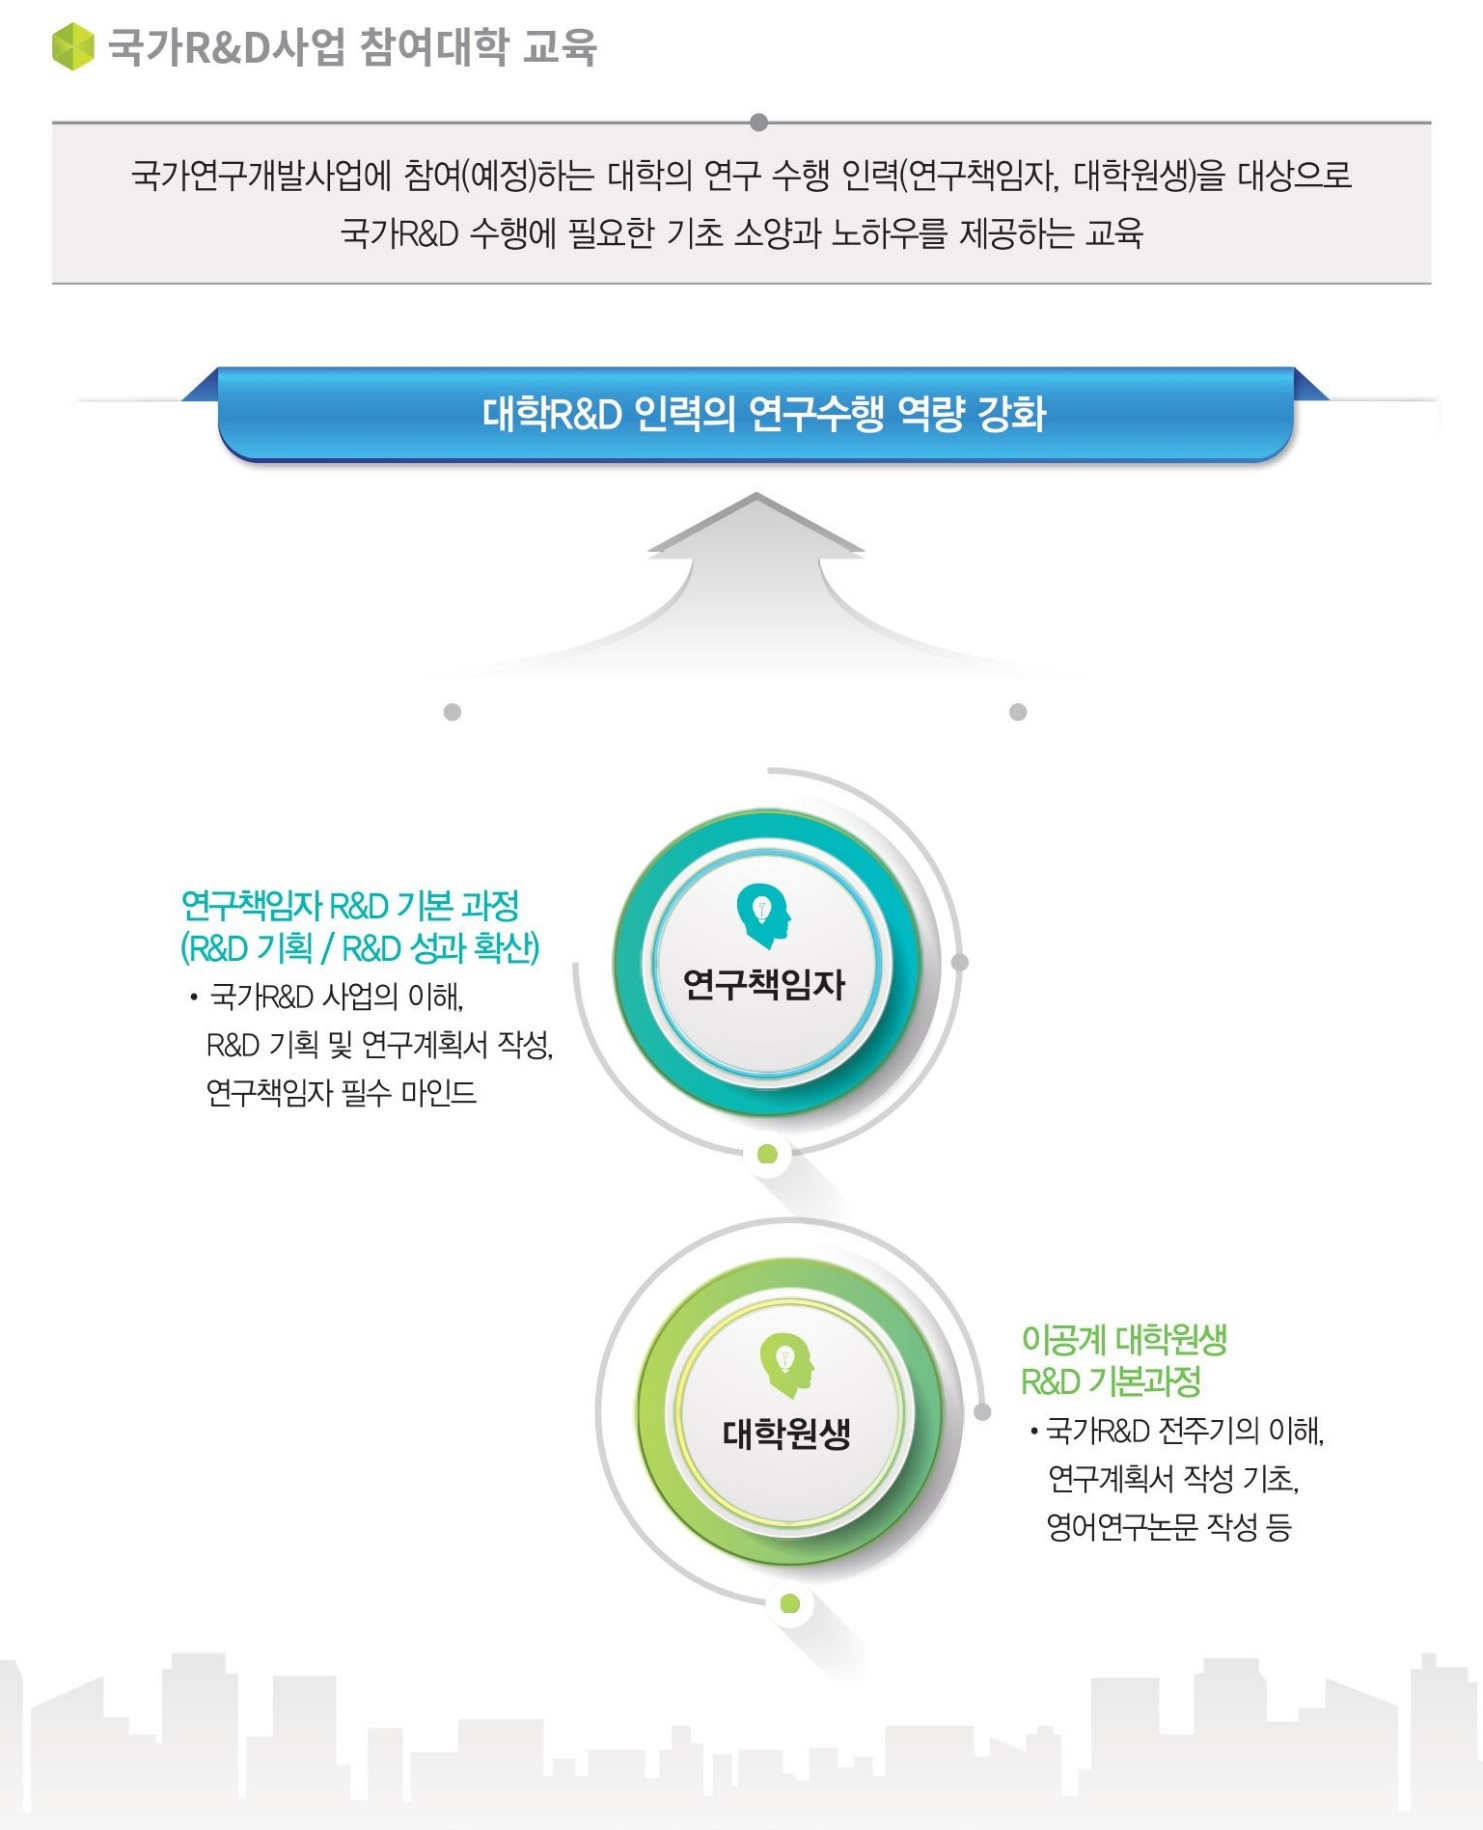 국가R&D사업 참여대학 교육
국가연구개발사업에 참여(예정)하는 대학의 연구 수행 인력(연구책임자, 대학원생)을 대상으로
국가R&D 수행에 필요한 기초 소양과 노하우를 제공하는 교육
대학R&D 인력의 연구수행 역량 강화
연구책임자 R&D 기본 과정
(R&D 기획 / R&D 성과 확산)
• 국가R&D 사업의 이해,
R&D 기획 및 연구계획서 작성,
연구책임자 필수 마인드
연구책임자
대학원생
이공계 대학원생
R&D 기본과정
• 국가R&D 전주기의 이해,
연구계획서 작성 기초,
영어연구논문 작성 등